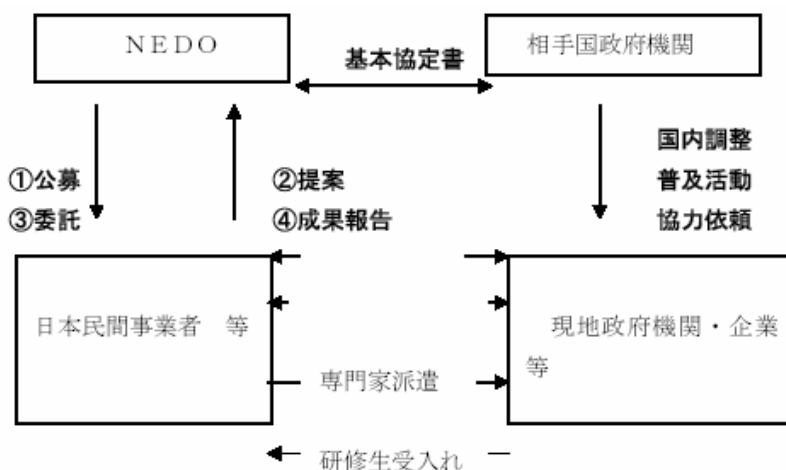 NEDO
基本協定書
相手国政府機関
①公募
③委託
②提案
④成果報告
国内調整
普及活動
協力依頼
日本民間事業者　等
現地政府機関・企業
等
専門家派遣
研修生受入れ